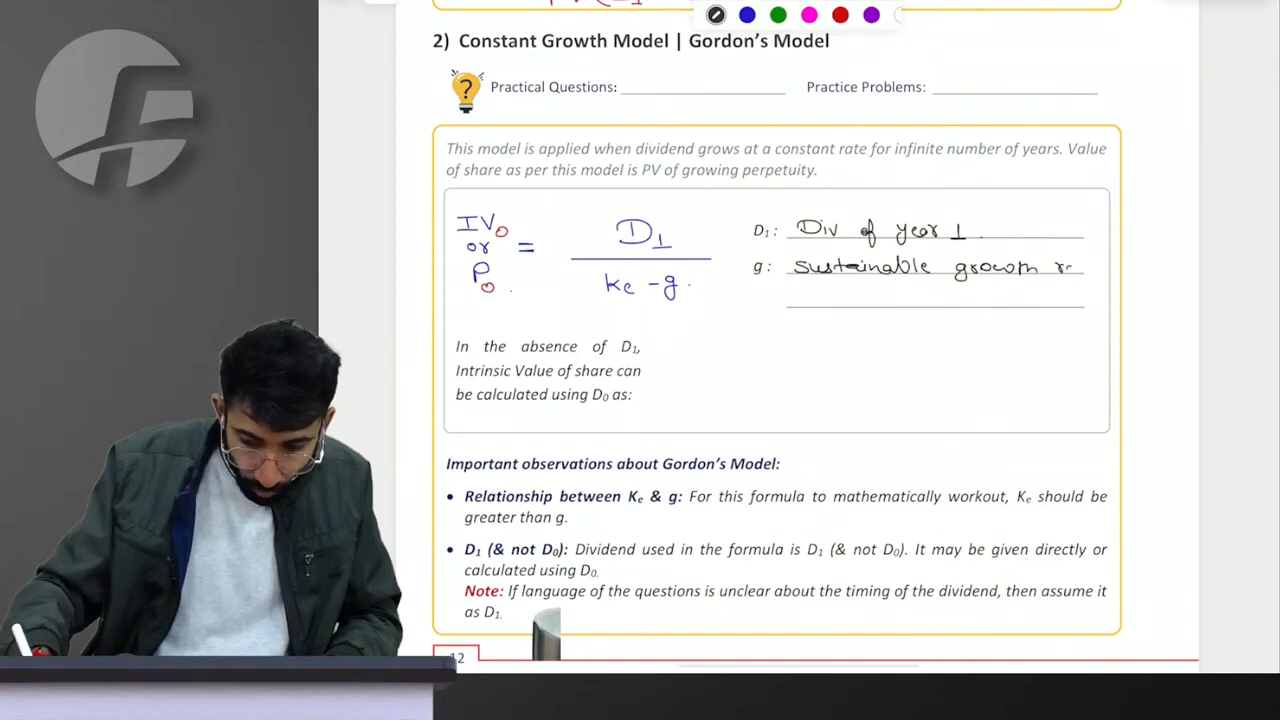 2) Constant Growth Model | Gordon's Model
?
Practical Questions: Practice Problems:
This model is applied when dividend grows at a constant rate for infinite number of years. Value
of share as per this model is PV of growing perpetuity.
IV₀
or
P₀
=
D₁
ke - g
D₁: Div of year 1
g: sustainable growth
In the absence of D₁,
Intrinsic Value of share can
be calculated using D₀ as:
Important observations about Gordon's Model:
• Relationship between Kₑ & g: For this formula to mathematically workout, Kₑ should be
greater than g.
• D₁ (& not D₀): Dividend used in the formula is D₁ (& not D₀). It may be given directly or
calculated using D₀.
Note: If language of the questions is unclear about the timing of the dividend, then assume it
as D₁.
12